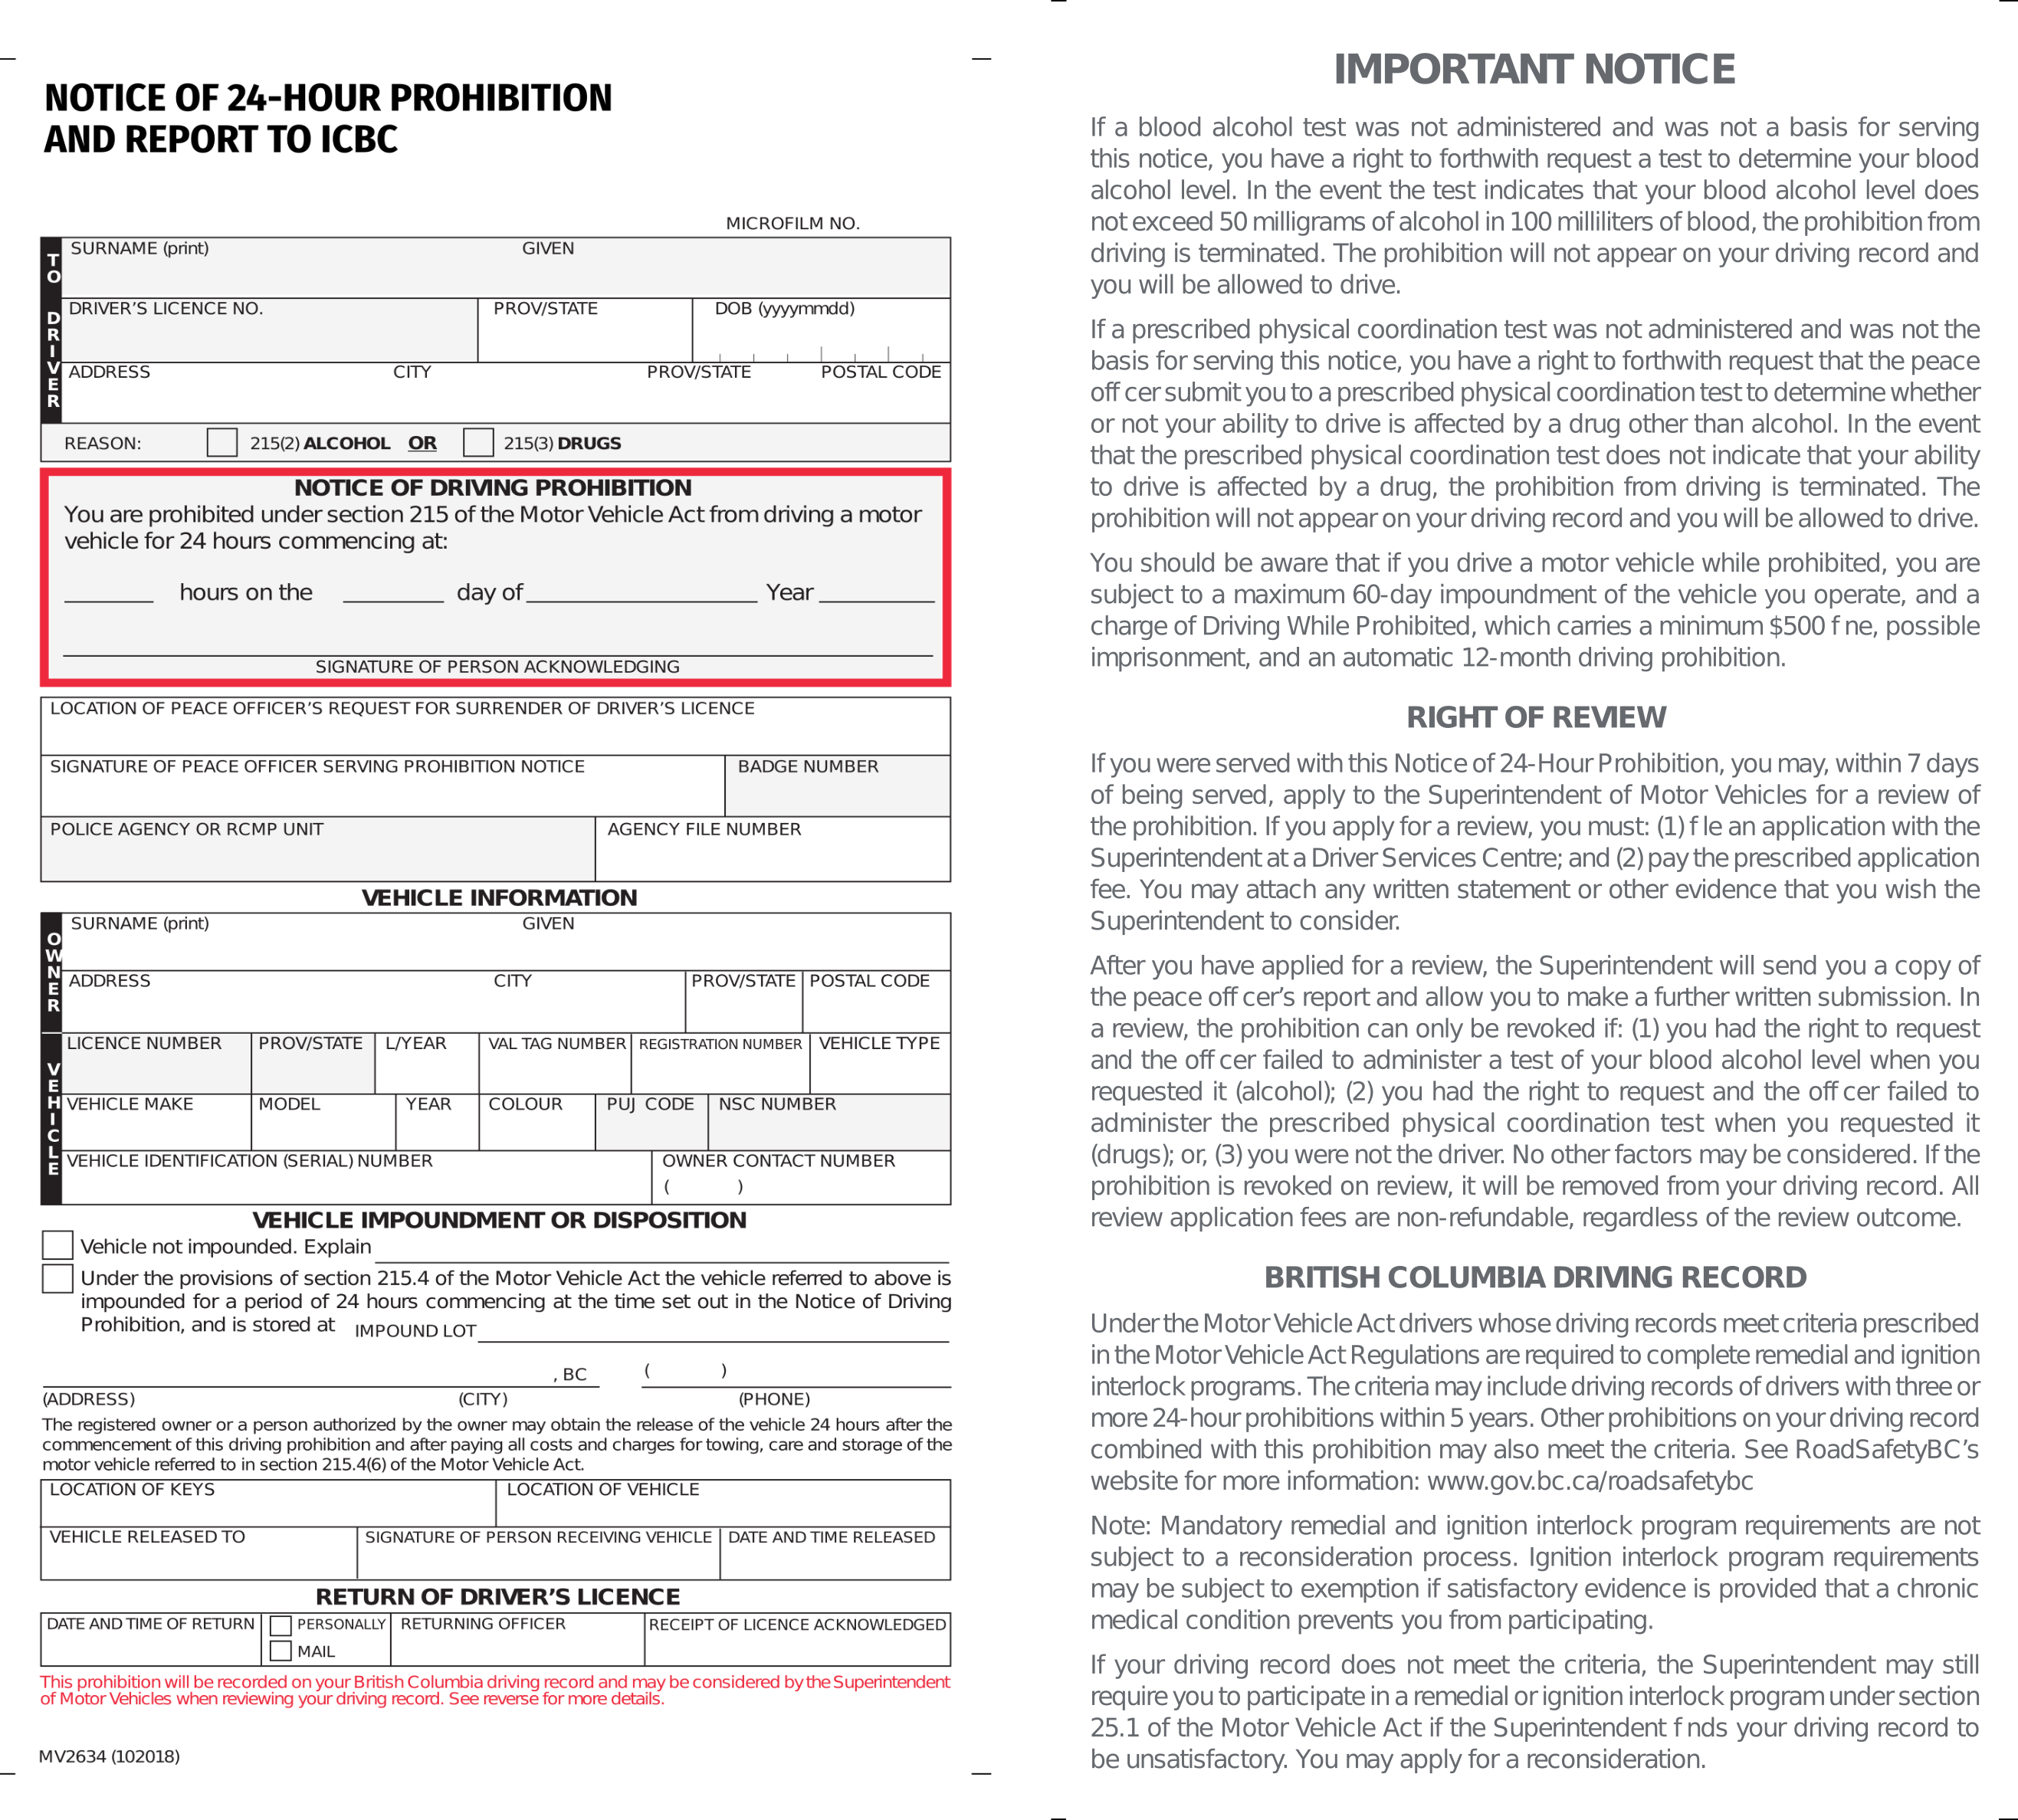 NOTICE OF 24-HOUR PROHIBITION
AND REPORT TO ICBC
MICROFILM NO.
TO DRIVER
SURNAME (print) GIVEN
DRIVER'S LICENCE NO. PROV/STATE DOB (yyyymmdd)
ADDRESS CITY PROV/STATE POSTAL CODE
REASON: 215(2) ALCOHOL OR 215(3) DRUGS
NOTICE OF DRIVING PROHIBITION
You are prohibited under section 215 of the Motor Vehicle Act from driving a motor
vehicle for 24 hours commencing at:
hours on the day of Year
SIGNATURE OF PERSON ACKNOWLEDGING
LOCATION OF PEACE OFFICER'S REQUEST FOR SURRENDER OF DRIVER'S LICENCE
SIGNATURE OF PEACE OFFICER SERVING PROHIBITION NOTICE BADGE NUMBER
POLICE AGENCY OR RCMP UNIT AGENCY FILE NUMBER
VEHICLE INFORMATION
OWNER
SURNAME (print) GIVEN
ADDRESS CITY PROV/STATE POSTAL CODE
VEHICLE
LICENCE NUMBER PROV/STATE L/YEAR VAL TAG NUMBER REGISTRATION NUMBER VEHICLE TYPE
VEHICLE MAKE MODEL YEAR COLOUR PUJ CODE NSC NUMBER
VEHICLE IDENTIFICATION (SERIAL) NUMBER OWNER CONTACT NUMBER
( )
VEHICLE IMPOUNDMENT OR DISPOSITION
Vehicle not impounded. Explain
Under the provisions of section 215.4 of the Motor Vehicle Act the vehicle referred to above is
impounded for a period of 24 hours commencing at the time set out in the Notice of Driving
Prohibition, and is stored at IMPOUND LOT
, BC ( )
(ADDRESS) (CITY) (PHONE)
The registered owner or a person authorized by the owner may obtain the release of the vehicle 24 hours after the
commencement of this driving prohibition and after paying all costs and charges for towing, care and storage of the
motor vehicle referred to in section 215.4(6) of the Motor Vehicle Act.
LOCATION OF KEYS LOCATION OF VEHICLE
VEHICLE RELEASED TO SIGNATURE OF PERSON RECEIVING VEHICLE DATE AND TIME RELEASED
RETURN OF DRIVER'S LICENCE
DATE AND TIME OF RETURN PERSONALLY RETURNING OFFICER RECEIPT OF LICENCE ACKNOWLEDGED
MAIL
This prohibition will be recorded on your British Columbia driving record and may be considered by the Superintendent
of Motor Vehicles when reviewing your driving record. See reverse for more details.
MV2634 (102018)
IMPORTANT NOTICE
If a blood alcohol test was not administered and was not a basis for serving
this notice, you have a right to forthwith request a test to determine your blood
alcohol level. In the event the test indicates that your blood alcohol level does
not exceed 50 milligrams of alcohol in 100 milliliters of blood, the prohibition from
driving is terminated. The prohibition will not appear on your driving record and
you will be allowed to drive.
If a prescribed physical coordination test was not administered and was not the
basis for serving this notice, you have a right to forthwith request that the peace
off cer submit you to a prescribed physical coordination test to determine whether
or not your ability to drive is affected by a drug other than alcohol. In the event
that the prescribed physical coordination test does not indicate that your ability
to drive is affected by a drug, the prohibition from driving is terminated. The
prohibition will not appear on your driving record and you will be allowed to drive.
You should be aware that if you drive a motor vehicle while prohibited, you are
subject to a maximum 60-day impoundment of the vehicle you operate, and a
charge of Driving While Prohibited, which carries a minimum $500 f ne, possible
imprisonment, and an automatic 12-month driving prohibition.
RIGHT OF REVIEW
If you were served with this Notice of 24-Hour Prohibition, you may, within 7 days
of being served, apply to the Superintendent of Motor Vehicles for a review of
the prohibition. If you apply for a review, you must: (1) f le an application with the
Superintendent at a Driver Services Centre; and (2) pay the prescribed application
fee. You may attach any written statement or other evidence that you wish the
Superintendent to consider.
After you have applied for a review, the Superintendent will send you a copy of
the peace off cer's report and allow you to make a further written submission. In
a review, the prohibition can only be revoked if: (1) you had the right to request
and the off cer failed to administer a test of your blood alcohol level when you
requested it (alcohol); (2) you had the right to request and the off cer failed to
administer the prescribed physical coordination test when you requested it
(drugs); or, (3) you were not the driver. No other factors may be considered. If the
prohibition is revoked on review, it will be removed from your driving record. All
review application fees are non-refundable, regardless of the review outcome.
BRITISH COLUMBIA DRIVING RECORD
Under the Motor Vehicle Act drivers whose driving records meet criteria prescribed
in the Motor Vehicle Act Regulations are required to complete remedial and ignition
interlock programs. The criteria may include driving records of drivers with three or
more 24-hour prohibitions within 5 years. Other prohibitions on your driving record
combined with this prohibition may also meet the criteria. See RoadSafetyBC's
website for more information: www.gov.bc.ca/roadsafetybc
Note: Mandatory remedial and ignition interlock program requirements are not
subject to a reconsideration process. Ignition interlock program requirements
may be subject to exemption if satisfactory evidence is provided that a chronic
medical condition prevents you from participating.
If your driving record does not meet the criteria, the Superintendent may still
require you to participate in a remedial or ignition interlock program under section
25.1 of the Motor Vehicle Act if the Superintendent f nds your driving record to
be unsatisfactory. You may apply for a reconsideration.